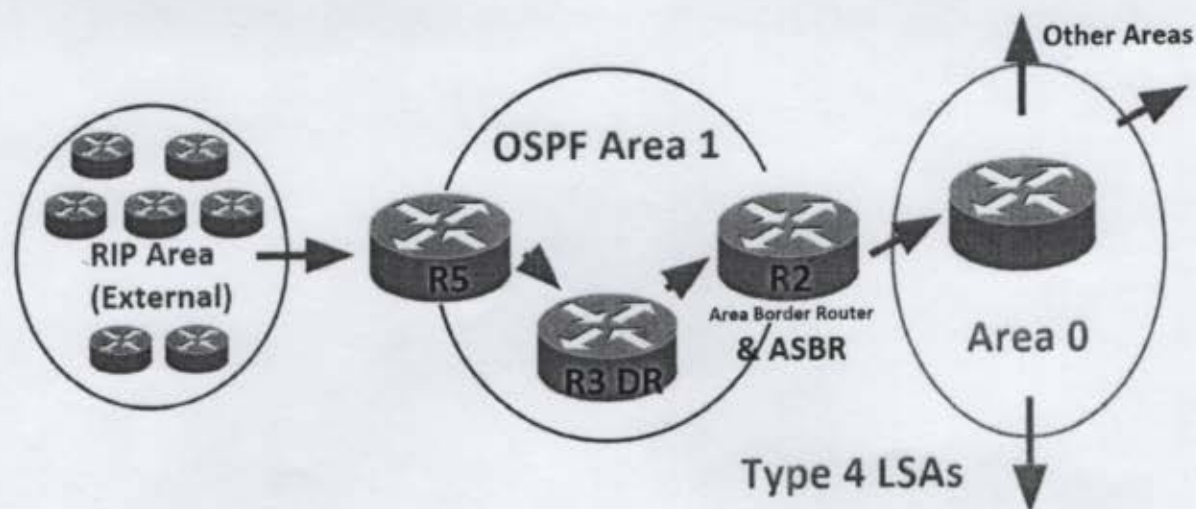 Other Areas
OSPF Area 1
RIP Area
(External)
R5
R2
Area Border Router
& ASBR
R3 DR
Area 0
Type 4 LSAs